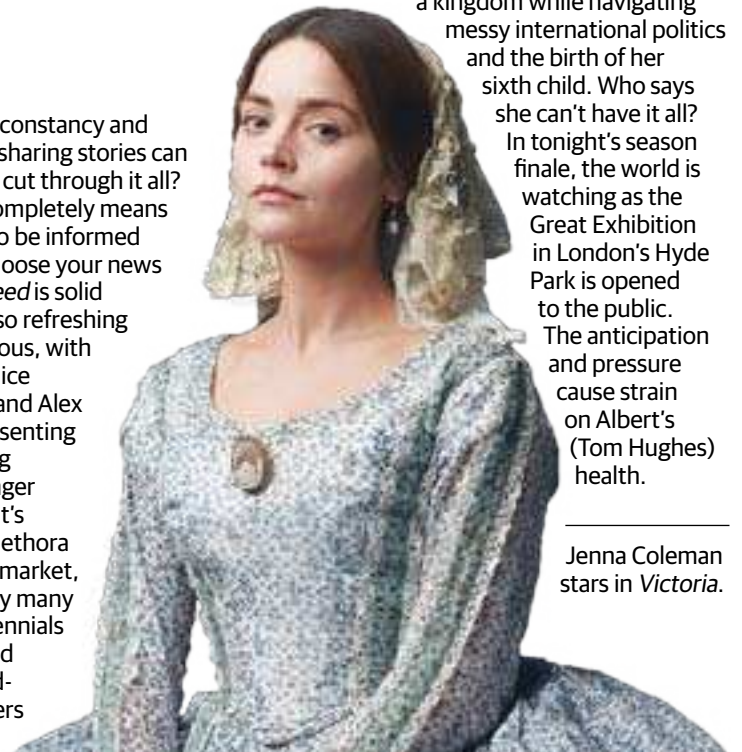 constancy and
sharing stories can
cut through it all?
ompletely means
o be informed
oose your news
eed is solid
so refreshing
ous, with
ice
and Alex
senting
g
ger
t's
ethora
market,
y many
ennials
d
d-
ers
a kingdom while navigating
messy international politics
and the birth of her
sixth child. Who says
she can't have it all?
In tonight's season
finale, the world is
watching as the
Great Exhibition
in London's Hyde
Park is opened
to the public.
The anticipation
and pressure
cause strain
on Albert's
(Tom Hughes)
health.
Jenna Coleman
stars in Victoria.